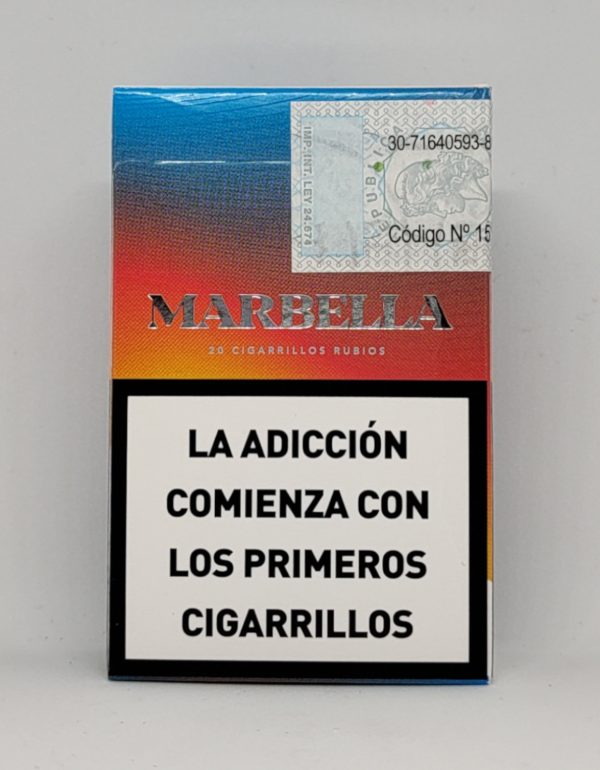 30-71640593-8
IMP. INT. LEY 24.674
Código Nº 15
MARBELLA
20 CIGARRILLOS RUBIOS
LA ADICCIÓN
COMIENZA CON
LOS PRIMEROS
CIGARRILLOS